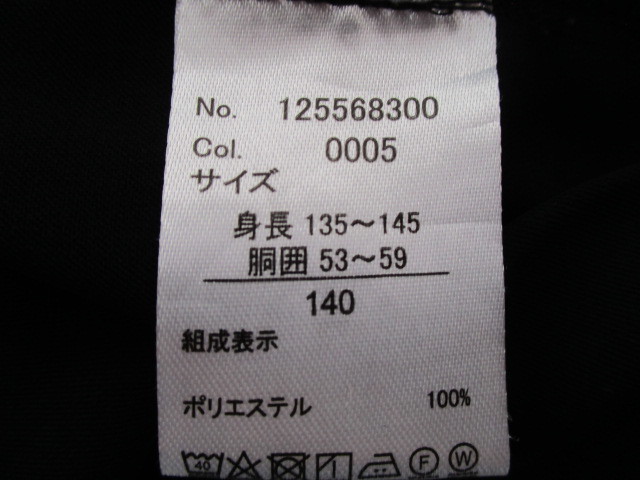 No. 125568300
Col. 0005
サイズ
身長 135～145
胴囲 53～59
140
組成表示
ポリエステル 100%
40 F W